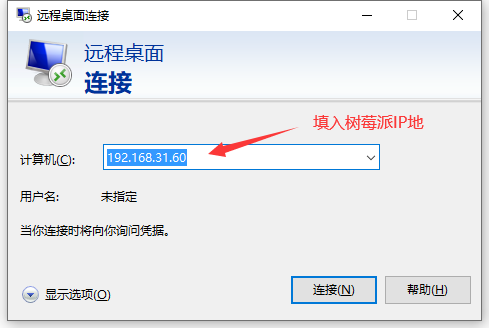 远程桌面连接
远程桌面
连接
填入树莓派IP地
计算机(C):
192.168.31.60
用户名:
未指定
当你连接时将向你询问凭据。
显示选项(O)
连接(N)
帮助(H)